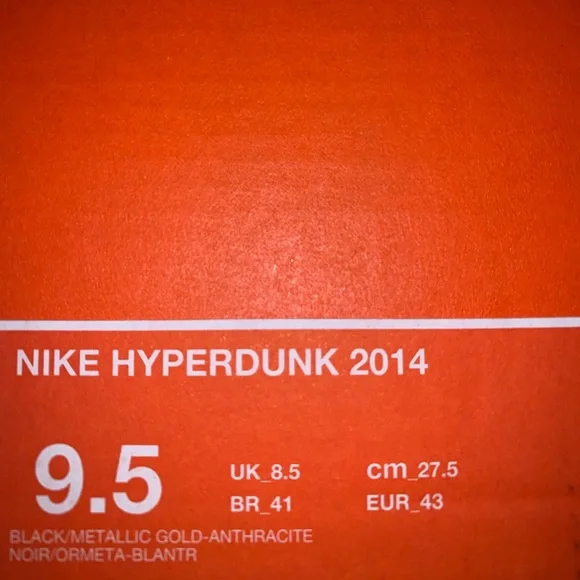 NIKE HYPERDUNK 2014
9.5
UK_8.5 cm_27.5
BR_41 EUR_43
BLACK/METALLIC GOLD-ANTHRACITE
NOIR/ORMETA-BLANTR